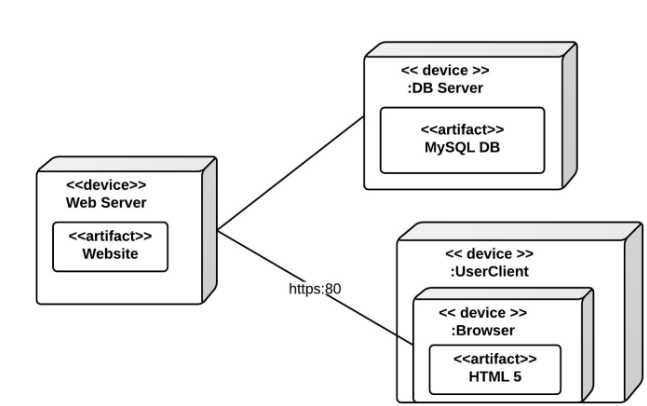 << device >>
:DB Server
<<artifact>>
MySQL DB
<<device>>
Web Server
<<artifact>>
Website
https:80
<< device >>
:UserClient
<< device >>
:Browser
<<artifact>>
HTML 5